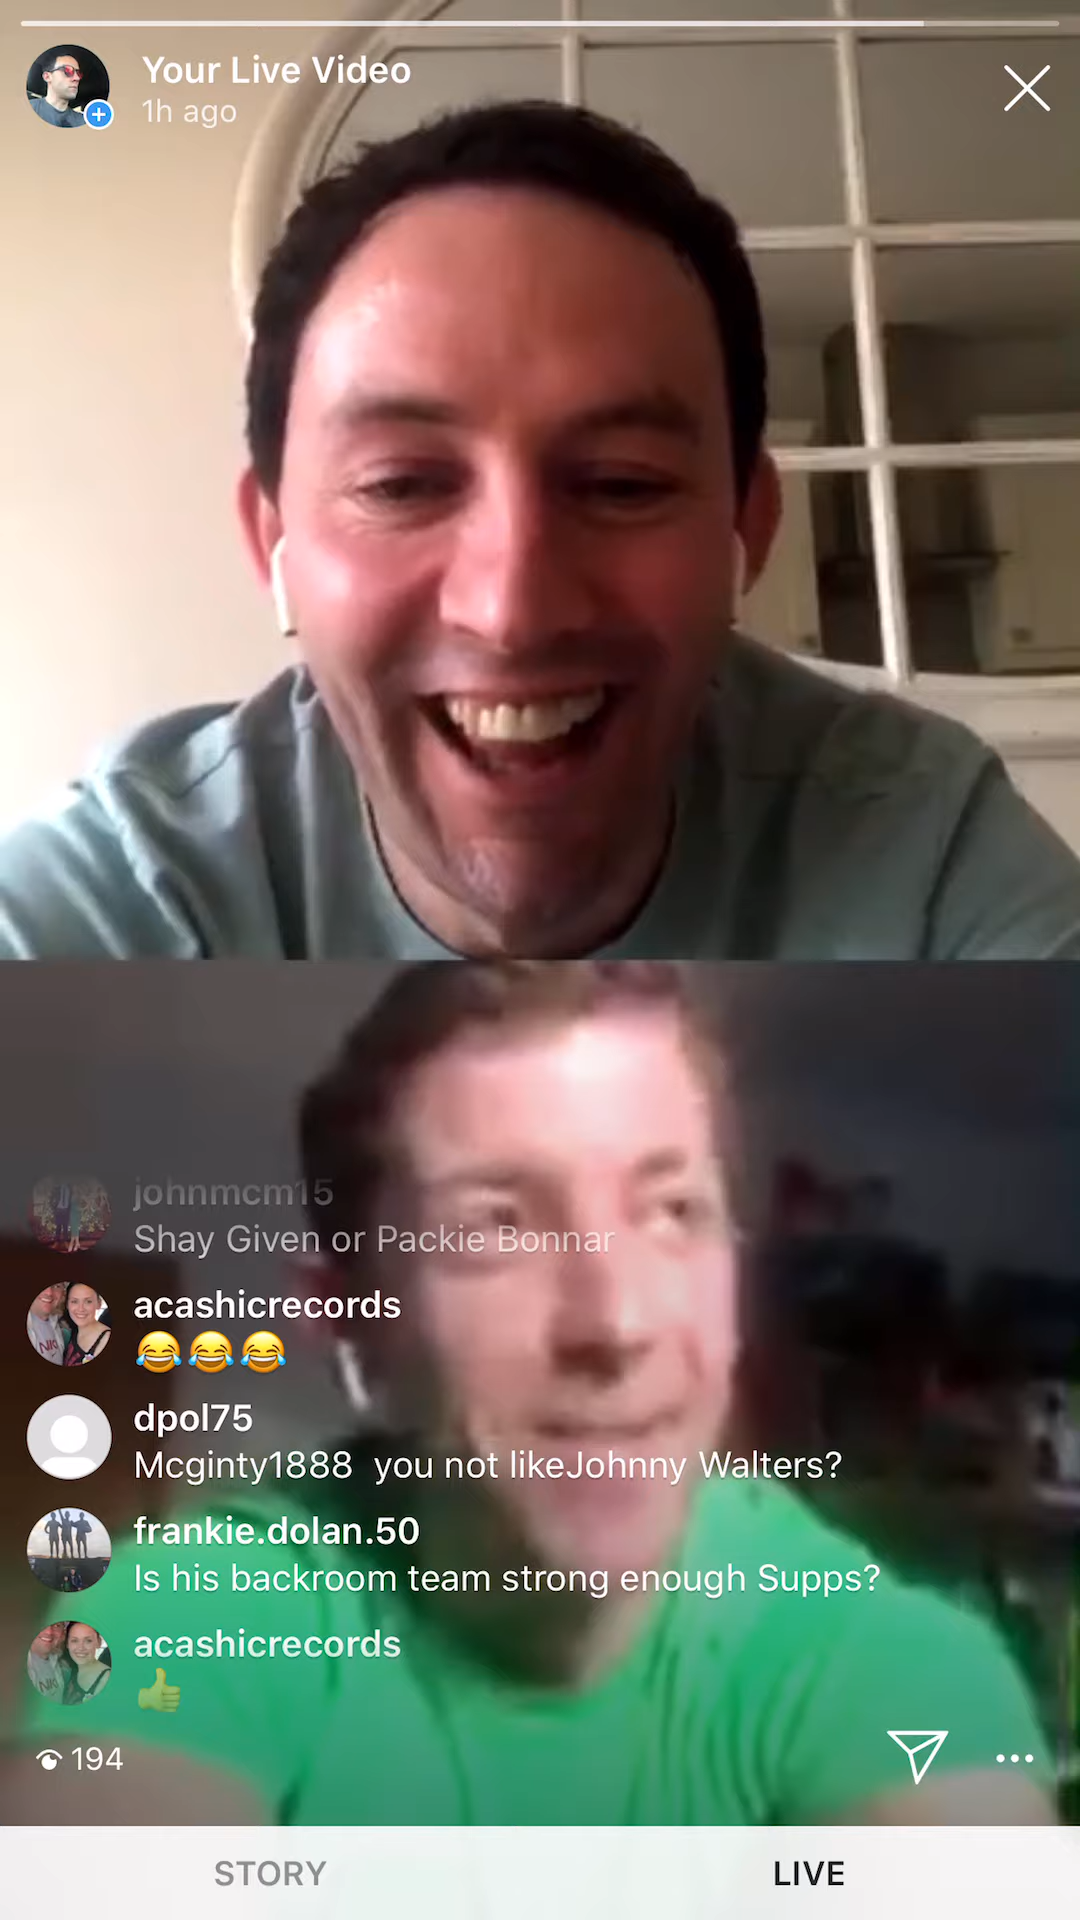 Your Live Video
1h ago
johnmcm15
Shay Given or Packie Bonnar
acashicrecords
😂😂😂
dpol75
Mcginty1888  you not likeJohnny Walters?
frankie.dolan.50
Is his backroom team strong enough Supps?
acashicrecords
👍
194
STORY
LIVE